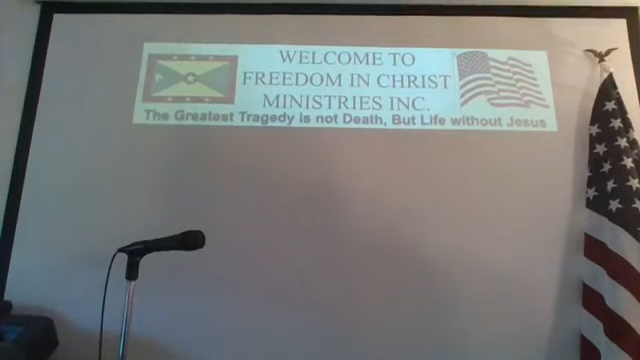 WELCOME TO
FREEDOM IN CHRIST
MINISTRIES INC.
The Greatest Tragedy is not Death, But Life without Jesus